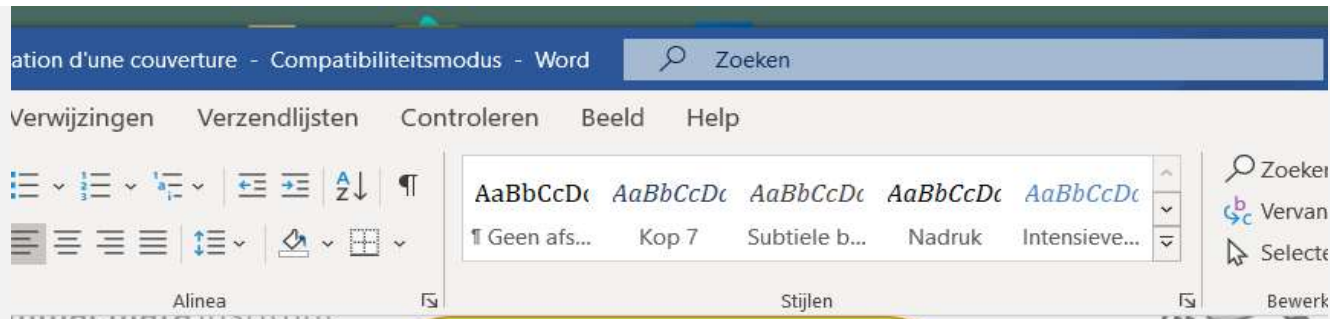 ation d'une couverture - Compatibiliteitsmodus - Word
Zoeken
Verwijzingen Verzendlijsten Controleren Beeld Help
AaBbCcDc AaBbCcDc AaBbCcDc AaBbCcDc AaBbCcDc
¶ Geen afs... Kop 7 Subtiele b... Nadruk Intensieve...
Zoeken
Vervan
Selecte
Alinea Stijlen Bewerk